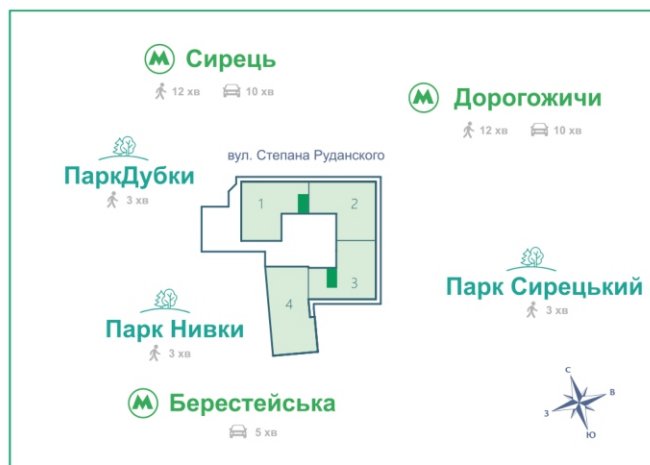 М Сирець
12 хв 10 хв
М Дорогожичи
12 хв 10 хв
ПаркДубки
3 хв
вул. Степана Руданского
1
2
3
4
Парк Сирецький
3 хв
Парк Нивки
3 хв
М Берестейська
5 хв
С
В
З
Ю